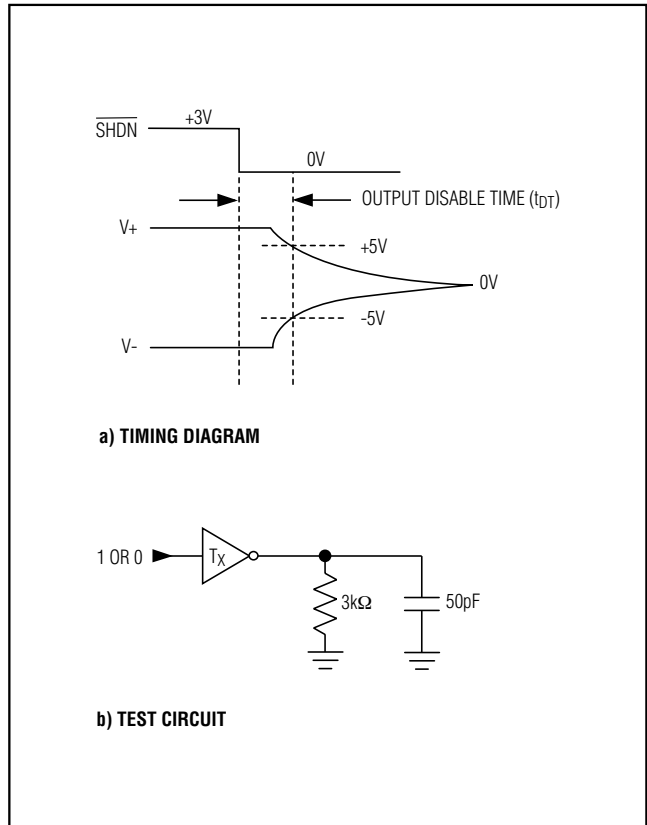 +3V
SHDN
0V
OUTPUT DISABLE TIME (tDT)
V+
+5V
0V
-5V
V-
a) TIMING DIAGRAM
1 OR 0
TX
3kΩ
50pF
b) TEST CIRCUIT